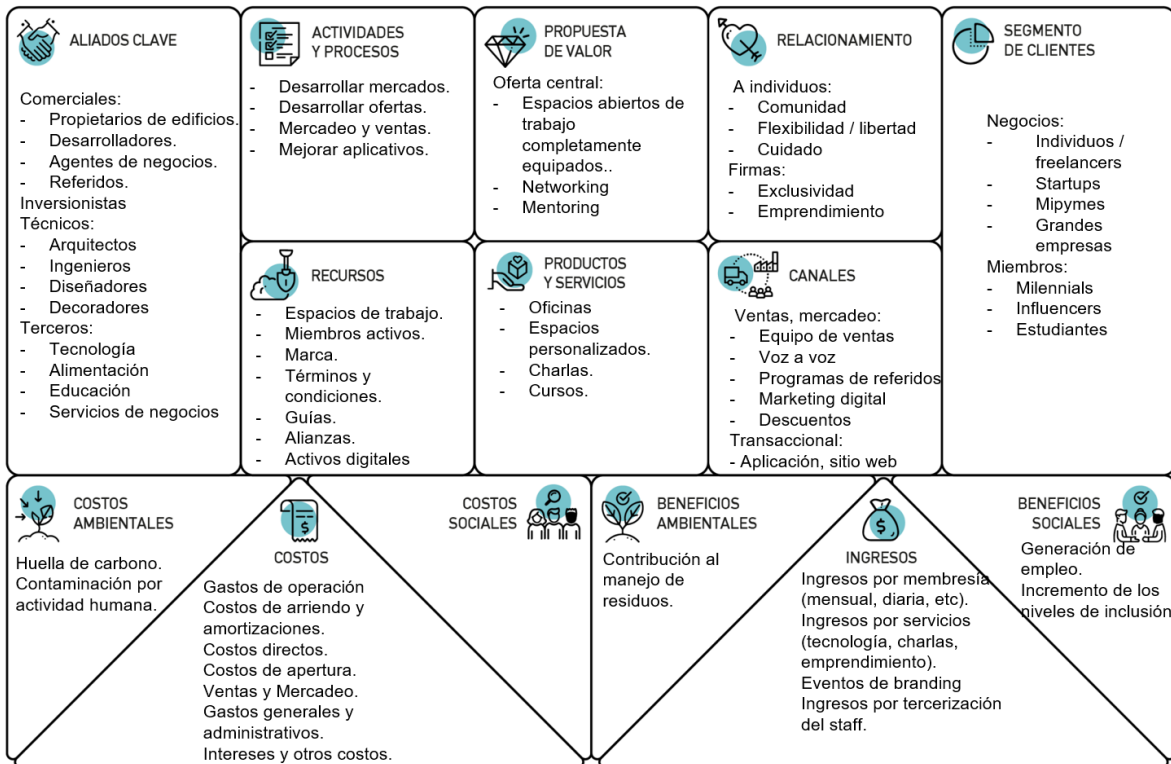 ALIADOS CLAVE
Comerciales:
- Propietarios de edificios.
- Desarrolladores.
- Agentes de negocios.
- Referidos.
Inversionistas
Técnicos:
- Arquitectos
- Ingenieros
- Diseñadores
- Decoradores
Terceros:
- Tecnología
- Alimentación
- Educación
- Servicios de negocios
ACTIVIDADES
Y PROCESOS
- Desarrollar mercados.
- Desarrollar ofertas.
- Mercadeo y ventas.
- Mejorar aplicativos.
RECURSOS
- Espacios de trabajo.
- Miembros activos.
- Marca.
- Términos y
condiciones.
- Guías.
- Alianzas.
- Activos digitales
PROPUESTA
DE VALOR
Oferta central:
- Espacios abiertos de
trabajo
completamente
equipados..
- Networking
- Mentoring
PRODUCTOS
Y SERVICIOS
- Oficinas
- Espacios
personalizados.
- Charlas.
- Cursos.
RELACIONAMIENTO
A individuos:
- Comunidad
- Flexibilidad / libertad
- Cuidado
Firmas:
- Exclusividad
- Emprendimiento
CANALES
Ventas, mercadeo:
- Equipo de ventas
- Voz a voz
- Programas de referidos
- Marketing digital
- Descuentos
Transaccional:
- Aplicación, sitio web
SEGMENTO
DE CLIENTES
Negocios:
- Individuos /
freelancers
- Startups
- Mipymes
- Grandes
empresas
Miembros:
- Milennials
- Influencers
- Estudiantes
COSTOS
AMBIENTALES
Huella de carbono.
Contaminación por
actividad humana.
$
COSTOS
Gastos de operación
Costos de arriendo y
amortizaciones.
Costos directos.
Costos de apertura.
Ventas y Mercadeo.
Gastos generales y
administrativos.
Intereses y otros costos.
COSTOS
SOCIALES
BENEFICIOS
AMBIENTALES
Contribución al
manejo de
residuos.
$
INGRESOS
Ingresos por membresía
(mensual, diaria, etc).
Ingresos por servicios
(tecnología, charlas,
emprendimiento).
Eventos de branding
Ingresos por tercerización
del staff.
BENEFICIOS
SOCIALES
Generación de
empleo.
Incremento de los
niveles de inclusión